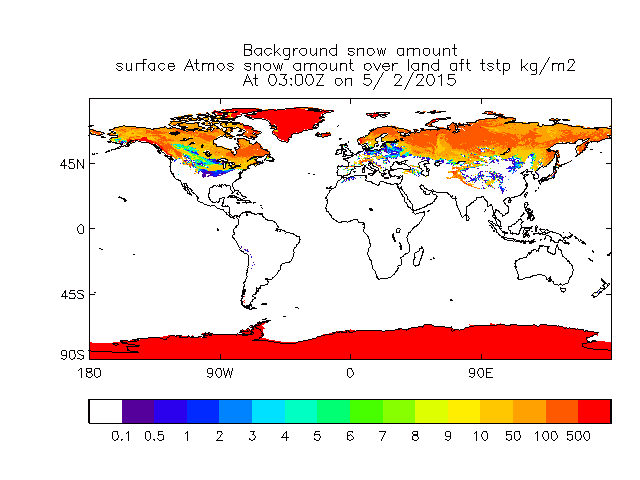 Background snow amount
surface Atmos snow amount over land aft tstp kg/m2
At 03:00Z on 5/ 2/2015
45N
0
45S
90S
180 90W 0 90E
0.1 0.5 1 2 3 4 5 6 7 8 9 10 50 100 500